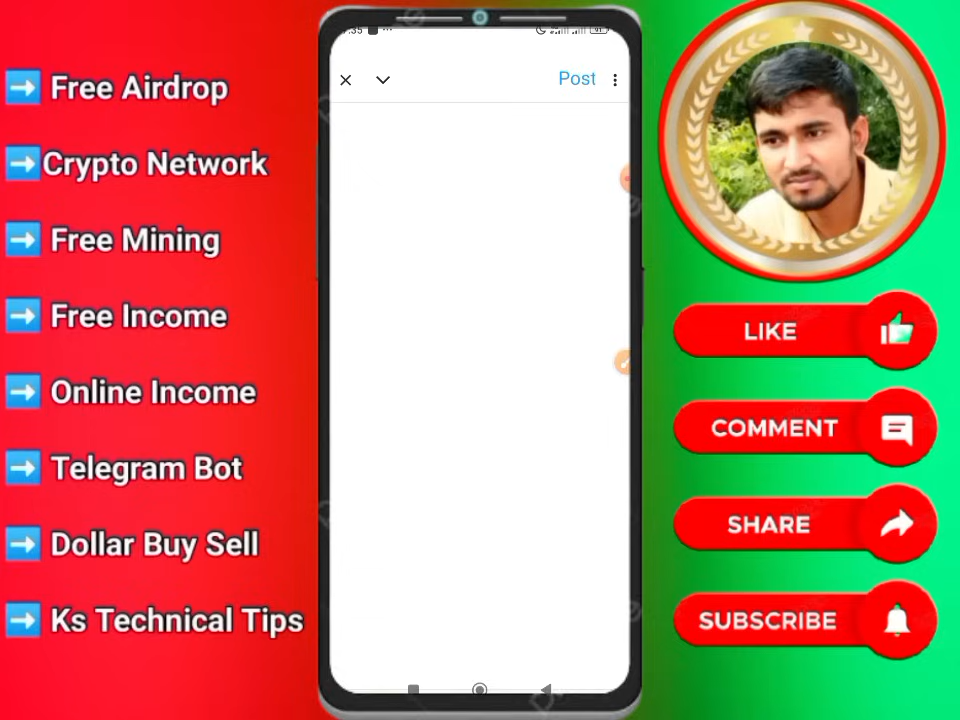 Free Airdrop
Crypto Network
Free Mining
Free Income
Online Income
Telegram Bot
Dollar Buy Sell
Ks Technical Tips
Post
LIKE
COMMENT
SHARE
SUBSCRIBE